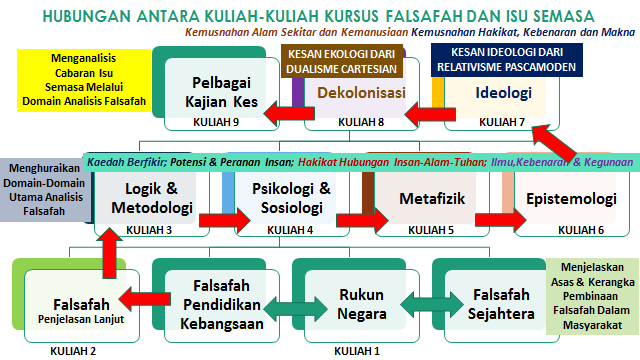 HUBUNGAN ANTARA KULIAH-KULIAH KURSUS FALSAFAH DAN ISU SEMASA
Kemusnahan Alam Sekitar dan Kemanusiaan Kemusnahan Hakikat, Kebenaran dan Makna
Menganalisis
Cabaran Isu
Semasa Melalui
Domain Analisis Falsafah
Pelbagai
Kajian Kes
KULIAH 9
KESAN EKOLOGI DARI
DUALISME CARTESIAN
Dekolonisasi
KULIAH 8
KESAN IDEOLOGI DARI
RELATIVISME PASCAMODEN
Ideologi
KULIAH 7
Kaedah Berfikir; Potensi & Peranan Insan; Hakikat Hubungan Insan-Alam-Tuhan; Ilmu,Kebenaran & Kegunaan
Menghuraikan
Domain-Domain
Utama Analisis
Falsafah
Logik &
Metodologi
KULIAH 3
Psikologi &
Sosiologi
KULIAH 4
Metafizik
KULIAH 5
Epistemologi
KULIAH 6
Falsafah
Penjelasan Lanjut
KULIAH 2
Falsafah
Pendidikan
Kebangsaan
Rukun
Negara
KULIAH 1
Falsafah
Sejahtera
Menjelaskan
Asas & Kerangka
Pembinaan
Falsafah Dalam
Masyarakat